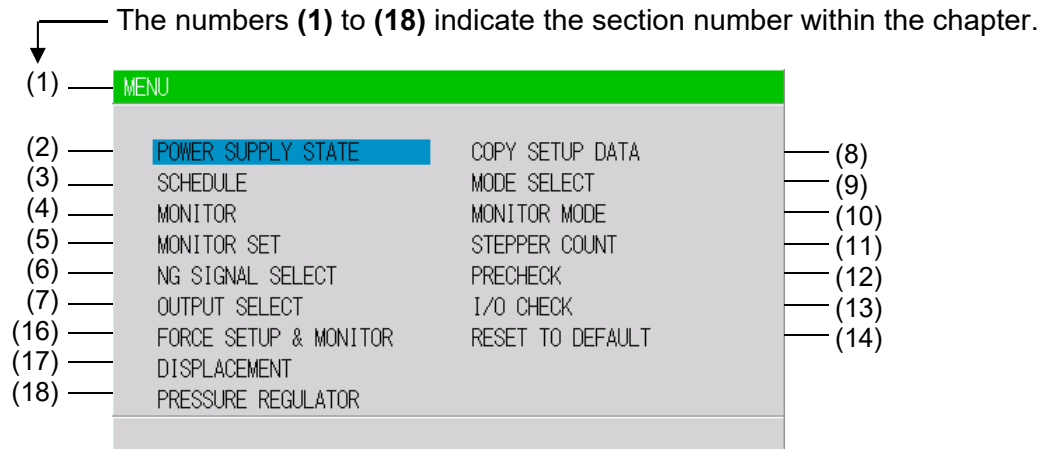 The numbers (1) to (18) indicate the section number within the chapter.
(1) MENU
(2) POWER SUPPLY STATE COPY SETUP DATA (8)
(3) SCHEDULE MODE SELECT (9)
(4) MONITOR MONITOR MODE (10)
(5) MONITOR SET STEPPER COUNT (11)
(6) NG SIGNAL SELECT PRECHECK (12)
(7) OUTPUT SELECT I/O CHECK (13)
(16) FORCE SETUP & MONITOR RESET TO DEFAULT (14)
(17) DISPLACEMENT
(18) PRESSURE REGULATOR